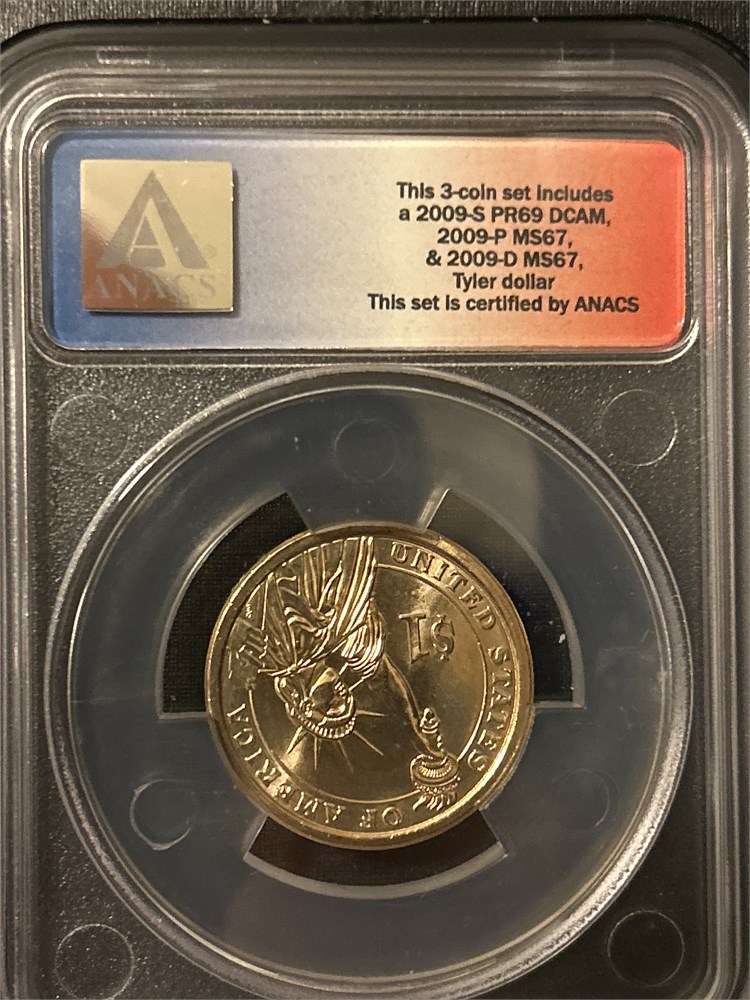 This 3-coin set includes
a 2009-S PR69 DCAM,
2009-P MS67,
& 2009-D MS67,
Tyler dollar
This set is certified by ANACS
ANACS®
UNITED STATES OF AMERICA
$1